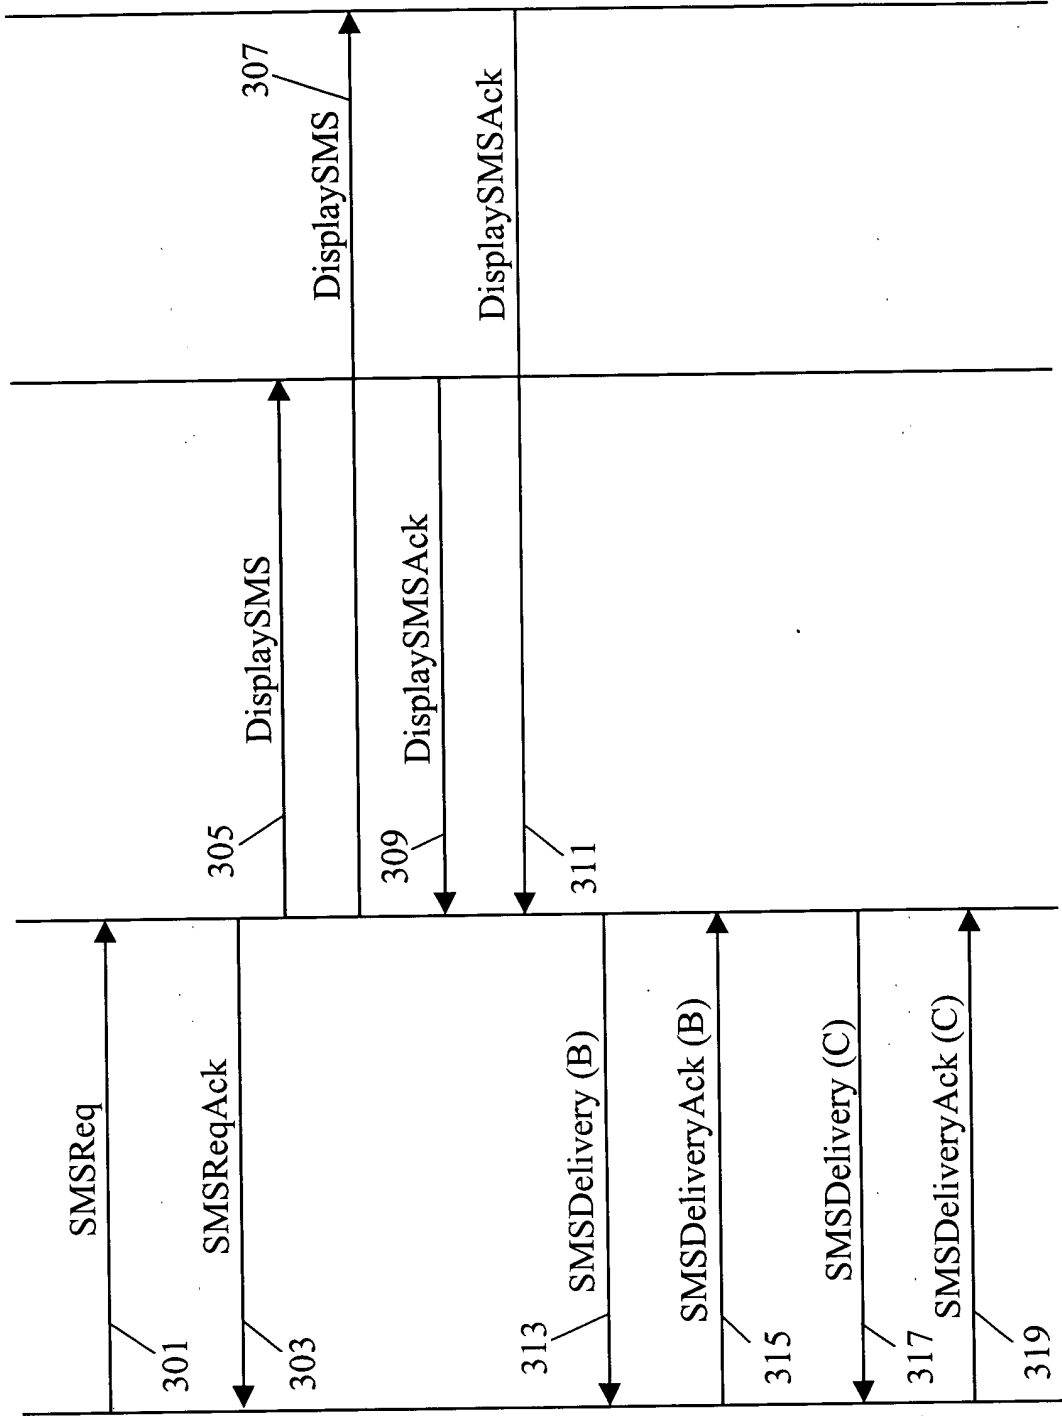 SMSReq
301
SMSReqAck
303
DisplaySMS
305
DisplaySMS
307
DisplaySMSAck
309
DisplaySMSAck
311
SMSDelivery (B)
313
SMSDeliveryAck (B)
315
SMSDelivery (C)
317
SMSDeliveryAck (C)
319